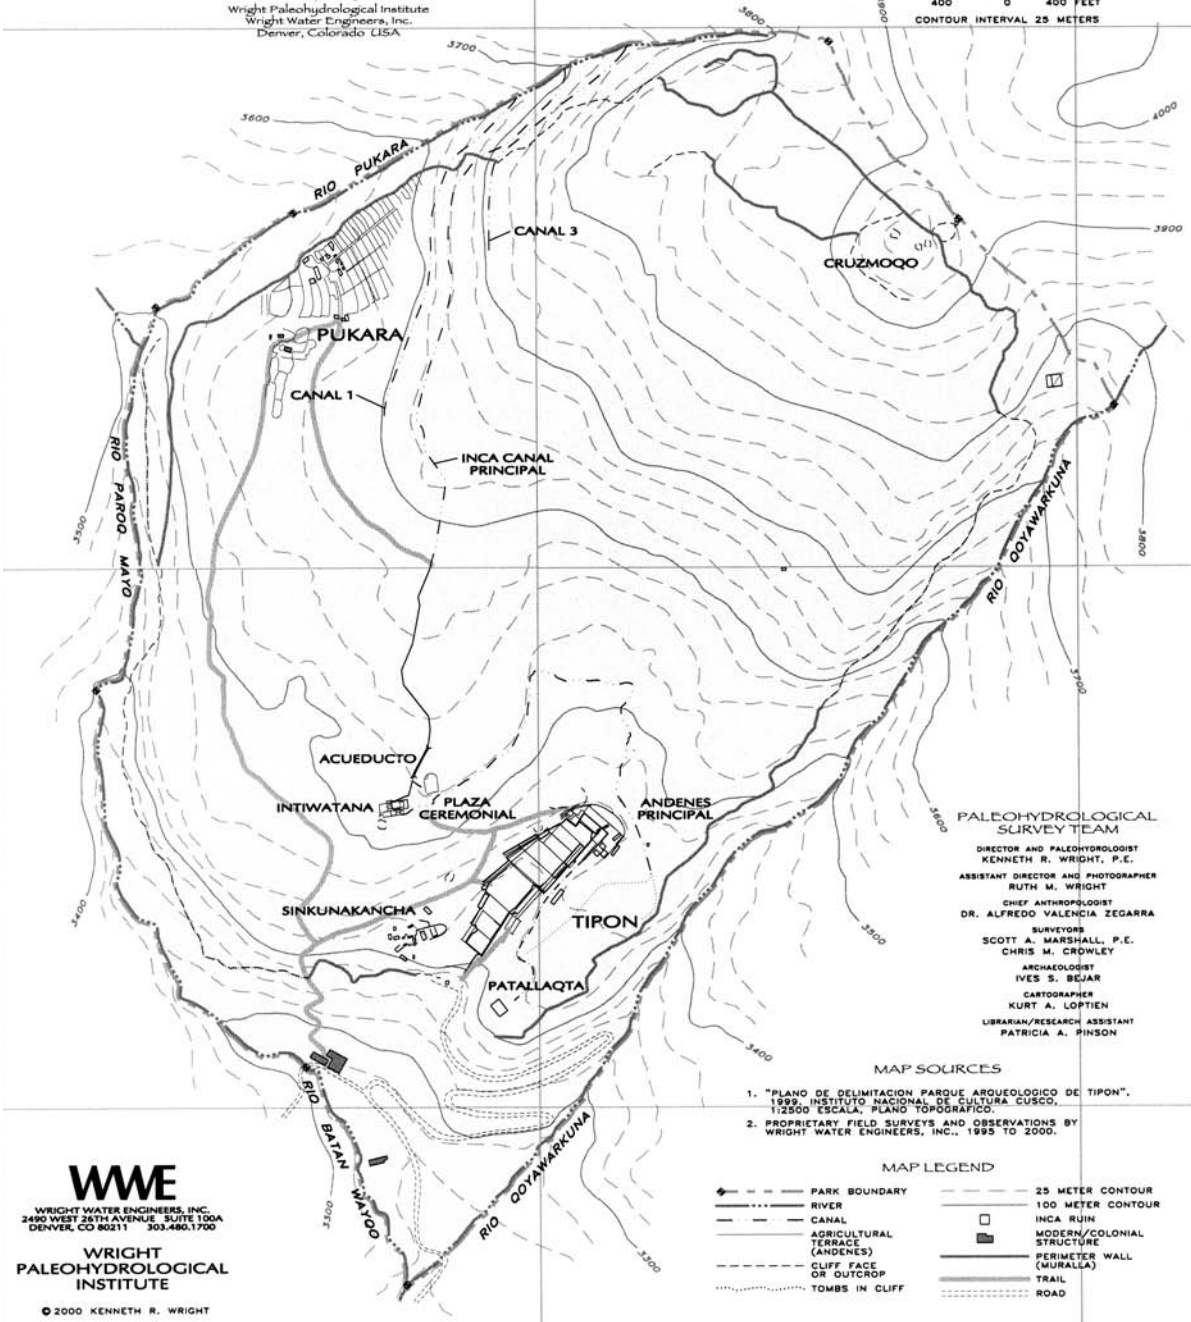 Wright Paleohydrological Institute
Wright Water Engineers, Inc.
Denver, Colorado USA
400 0 400 FEET
CONTOUR INTERVAL 25 METERS
3800
3700
4000
3600
RIO PUKARA
CANAL 3
3900
CRUZMOQO
PUKARA
CANAL 1
RIO PAROQ MAYO
INCA CANAL
PRINCIPAL
RIO QOYAWARKUNA
3500
3800
3700
ACUEDUCTO
INTIWATANA
PLAZA
CEREMONIAL
ANDENES
PRINCIPAL
3600
3400
SINKUNAKANCHA
TIPON
3500
PATALLAQTA
3400
PALEOHYDROLOGICAL
SURVEY TEAM
DIRECTOR AND PALEOHYDROLOGIST
KENNETH R. WRIGHT, P.E.
ASSISTANT DIRECTOR AND PHOTOGRAPHER
RUTH M. WRIGHT
CHIEF ANTHROPOLOGIST
DR. ALFREDO VALENCIA ZEGARRA
SURVEYORS
SCOTT A. MARSHALL, P.E.
CHRIS M. CROWLEY
ARCHAEOLOGIST
IVES S. BEJAR
CARTOGRAPHER
KURT A. LOPTIEN
LIBRARIAN/RESEARCH ASSISTANT
PATRICIA A. PINSON
MAP SOURCES
1. "PLANO DE DELIMITACION PARQUE ARQUEOLOGICO DE TIPON",
1999, INSTITUTO NACIONAL DE CULTURA CUSCO,
1:2500 ESCALA, PLANO TOPOGRAFICO.
2. PROPRIETARY FIELD SURVEYS AND OBSERVATIONS BY
WRIGHT WATER ENGINEERS, INC., 1995 TO 2000.
RIO BATAN WAYQO
RIO QOYAWARKUNA
3300
3300
MAP LEGEND
PARK BOUNDARY
RIVER
CANAL
AGRICULTURAL
TERRACE
(ANDENES)
CLIFF FACE
OR OUTCROP
TOMBS IN CLIFF
25 METER CONTOUR
100 METER CONTOUR
INCA RUIN
MODERN/COLONIAL
STRUCTURE
PERIMETER WALL
(MURALLA)
TRAIL
ROAD
WWE
WRIGHT WATER ENGINEERS, INC.
2490 WEST 26TH AVENUE SUITE 100A
DENVER, CO 80211 303.480.1700
WRIGHT
PALEOHYDROLOGICAL
INSTITUTE
© 2000 KENNETH R. WRIGHT